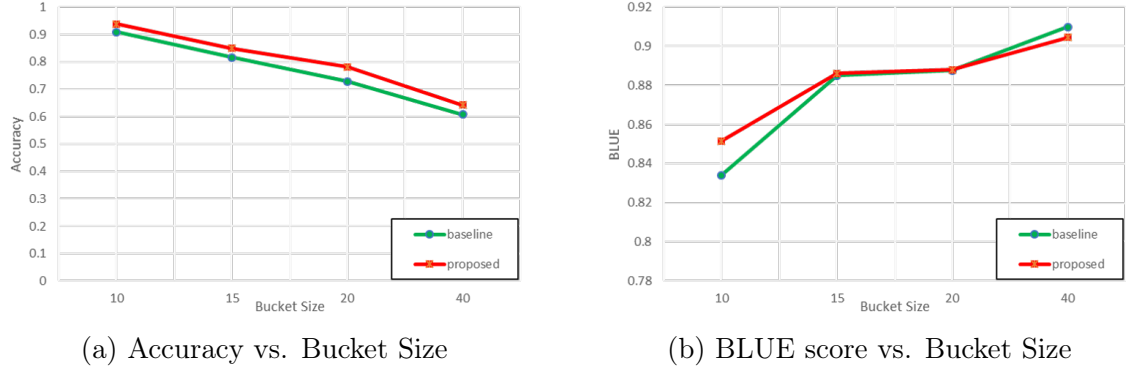 1
0.9
0.8
0.7
0.6
0.5
0.4
0.3
0.2
0.1
0
Accuracy
10
15
20
40
Bucket Size
baseline
proposed
(a) Accuracy vs. Bucket Size
0.92
0.9
0.88
0.86
0.84
0.82
0.8
0.78
BLUE
10
15
20
40
Bucket Size
baseline
proposed
(b) BLUE score vs. Bucket Size